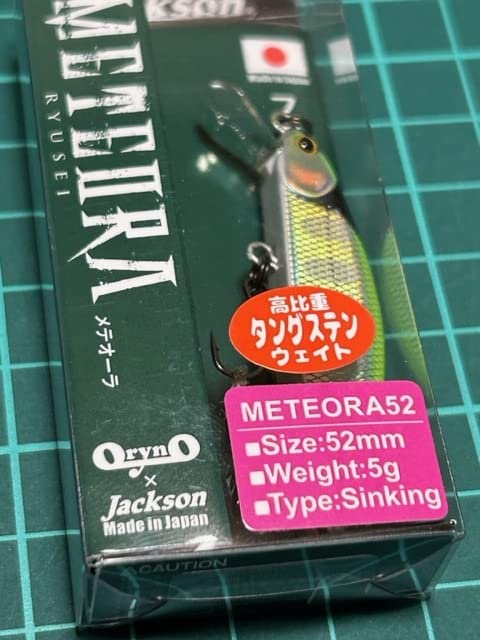 Jackson
METEORA
RYUSEI
メテオーラ
高比重
タングステン
ウェイト
METEORA52
■Size:52mm
■Weight:5g
■Type:Sinking
OrynO
×
Jackson
Made in Japan
CAUTION